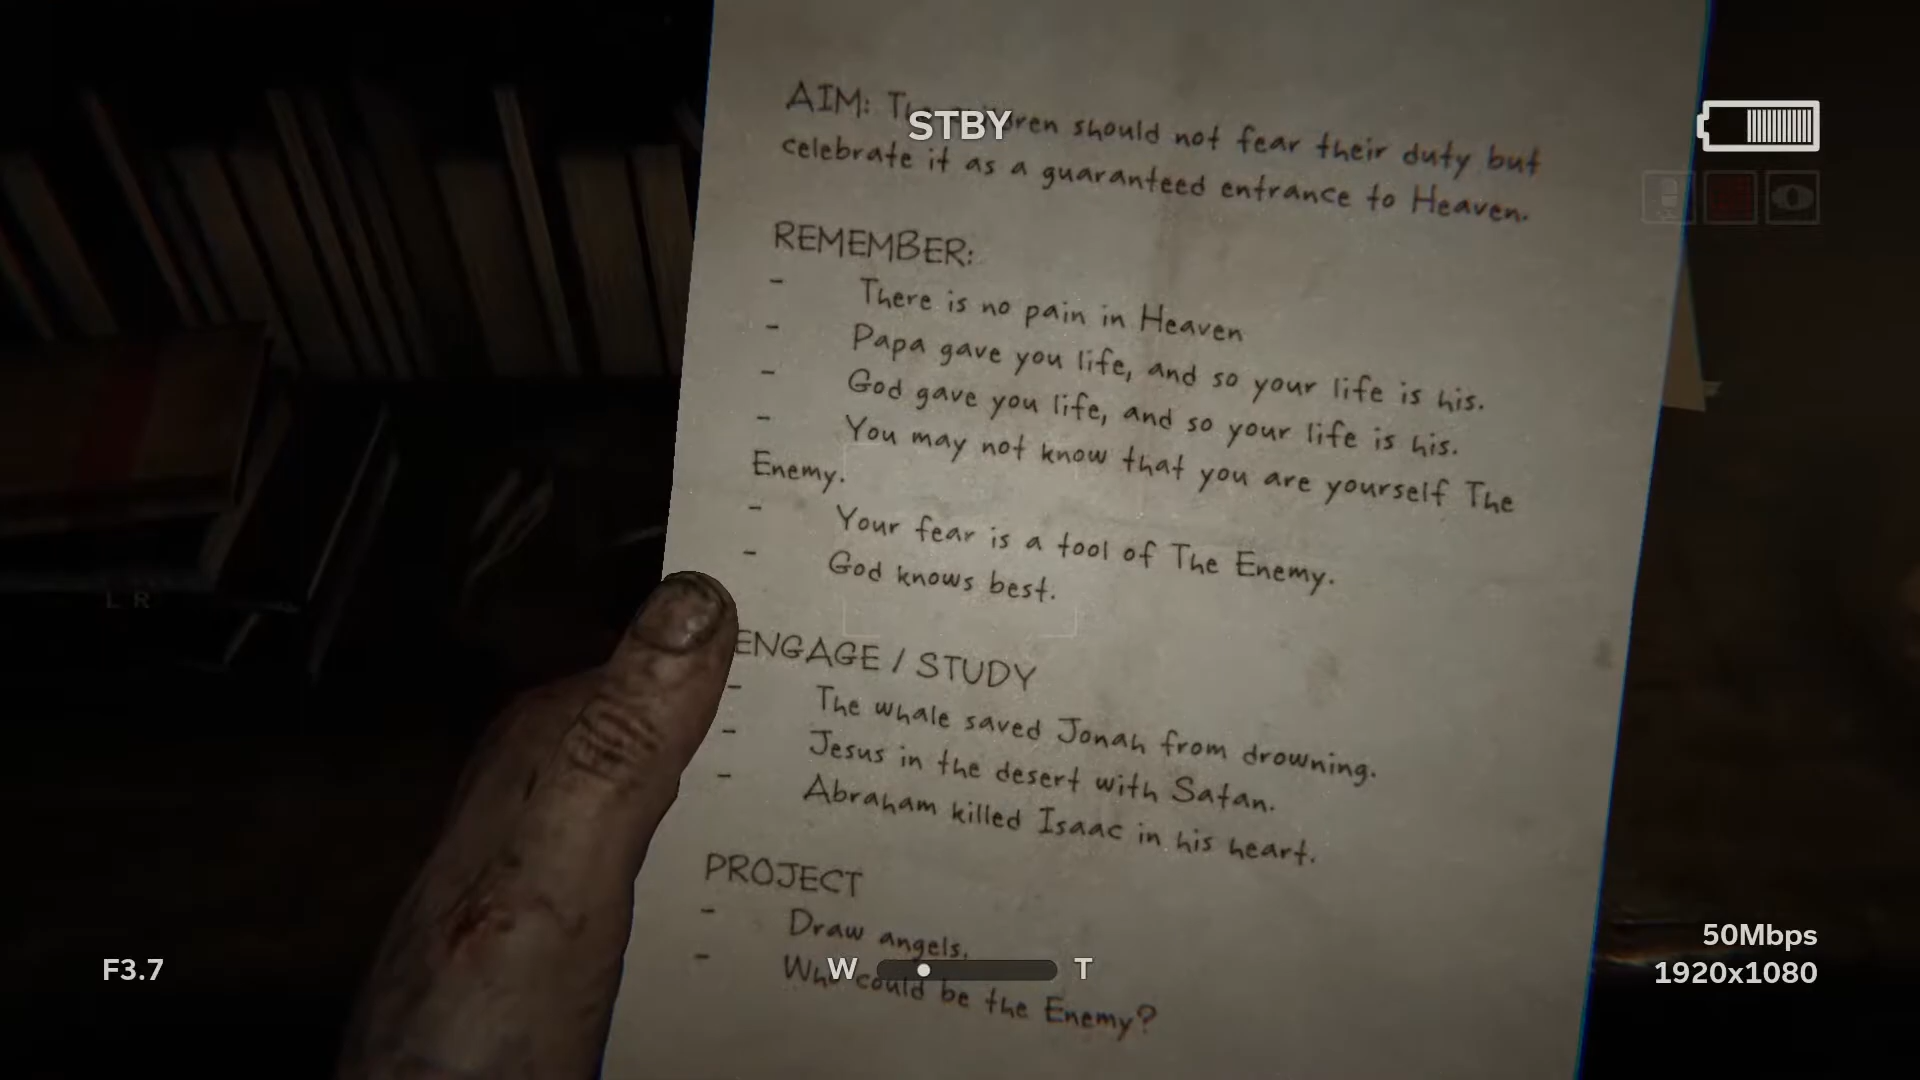 AIM: The children should not fear their duty but
STBY
celebrate it as a guaranteed entrance to Heaven.
REMEMBER:
- There is no pain in Heaven
- Papa gave you life, and so your life is his.
- God gave you life, and so your life is his.
- You may not know that you are yourself The
Enemy.
- Your fear is a tool of The Enemy.
- God knows best.
L R
ENGAGE / STUDY
- The whale saved Jonah from drowning.
- Jesus in the desert with Satan.
- Abraham killed Isaac in his heart.
PROJECT
- Draw angels.
- Who could be the Enemy?
F3.7
W T
50Mbps
1920x1080